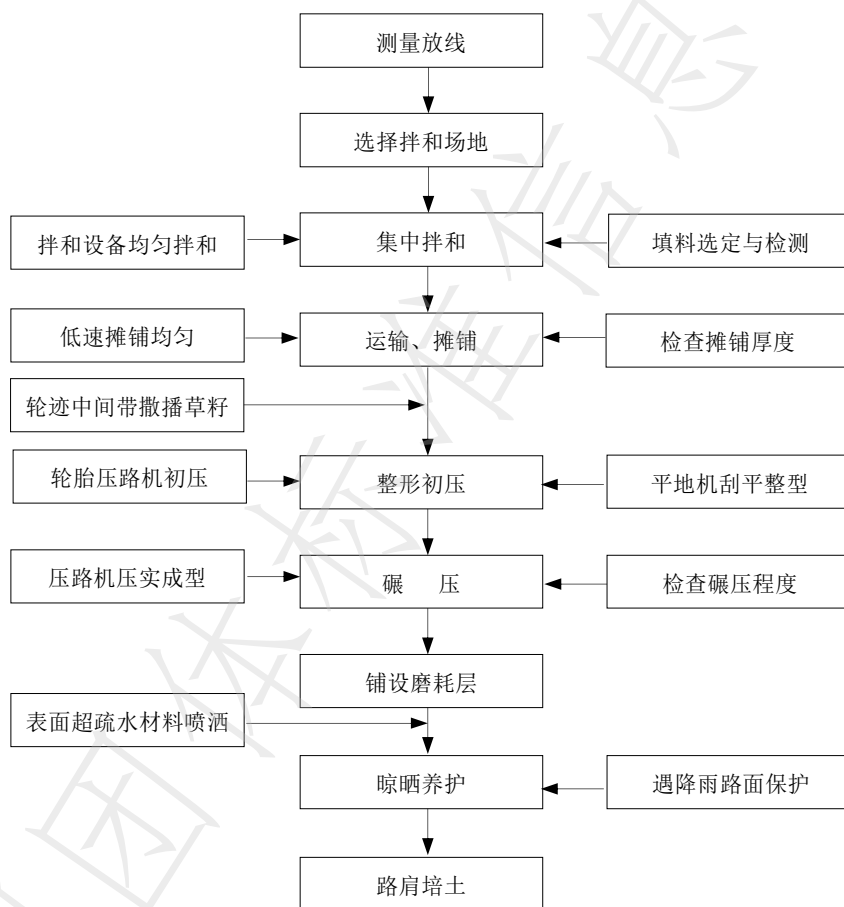 测量放线
选择拌和场地
拌和设备均匀拌和
集中拌和
填料选定与检测
低速摊铺均匀
运输、摊铺
检查摊铺厚度
轮迹中间带撒播草籽
轮胎压路机初压
整形初压
平地机刮平整型
压路机压实成型
碾 压
检查碾压程度
铺设磨耗层
表面超疏水材料喷洒
晾晒养护
遇降雨路面保护
路肩培土
团体标准信息